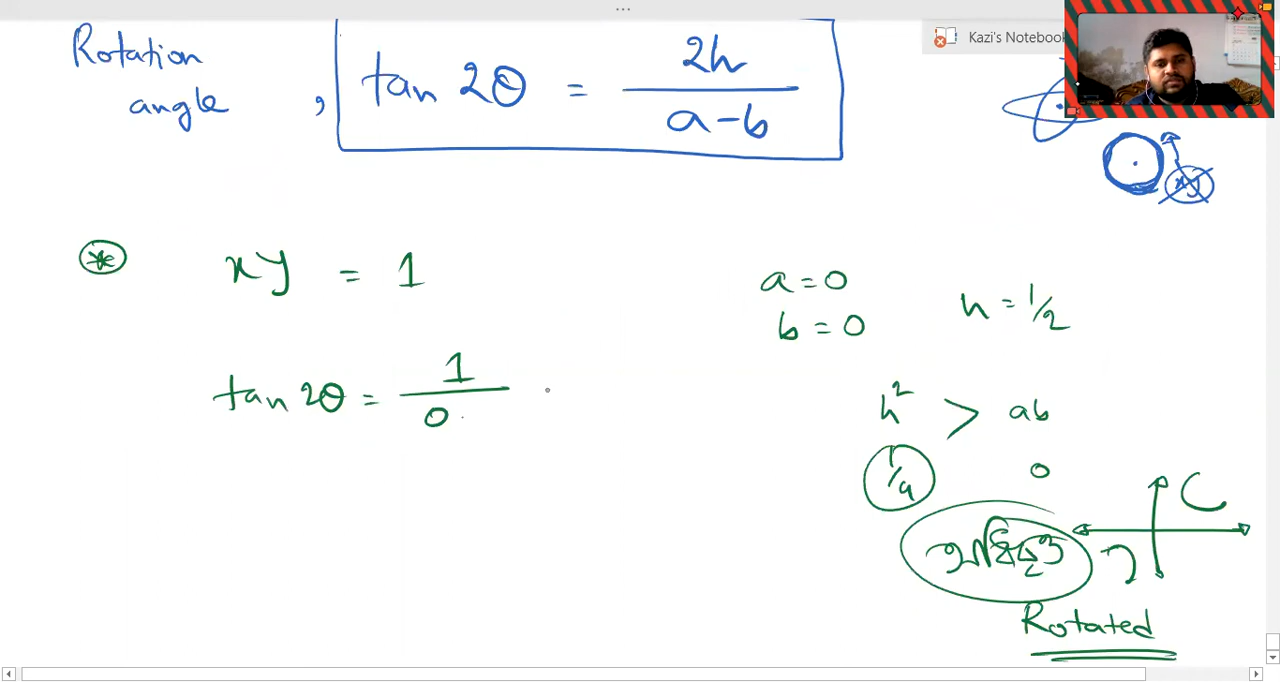 Rotation angle , tan 2θ = 2h / a-b
Kazi's Notebook
xy
* xy = 1
a = 0
b = 0
h = 1/2
tan 2θ = 1 / 0
h² > ab
1/4 0
অধিবৃত্ত
Rotated